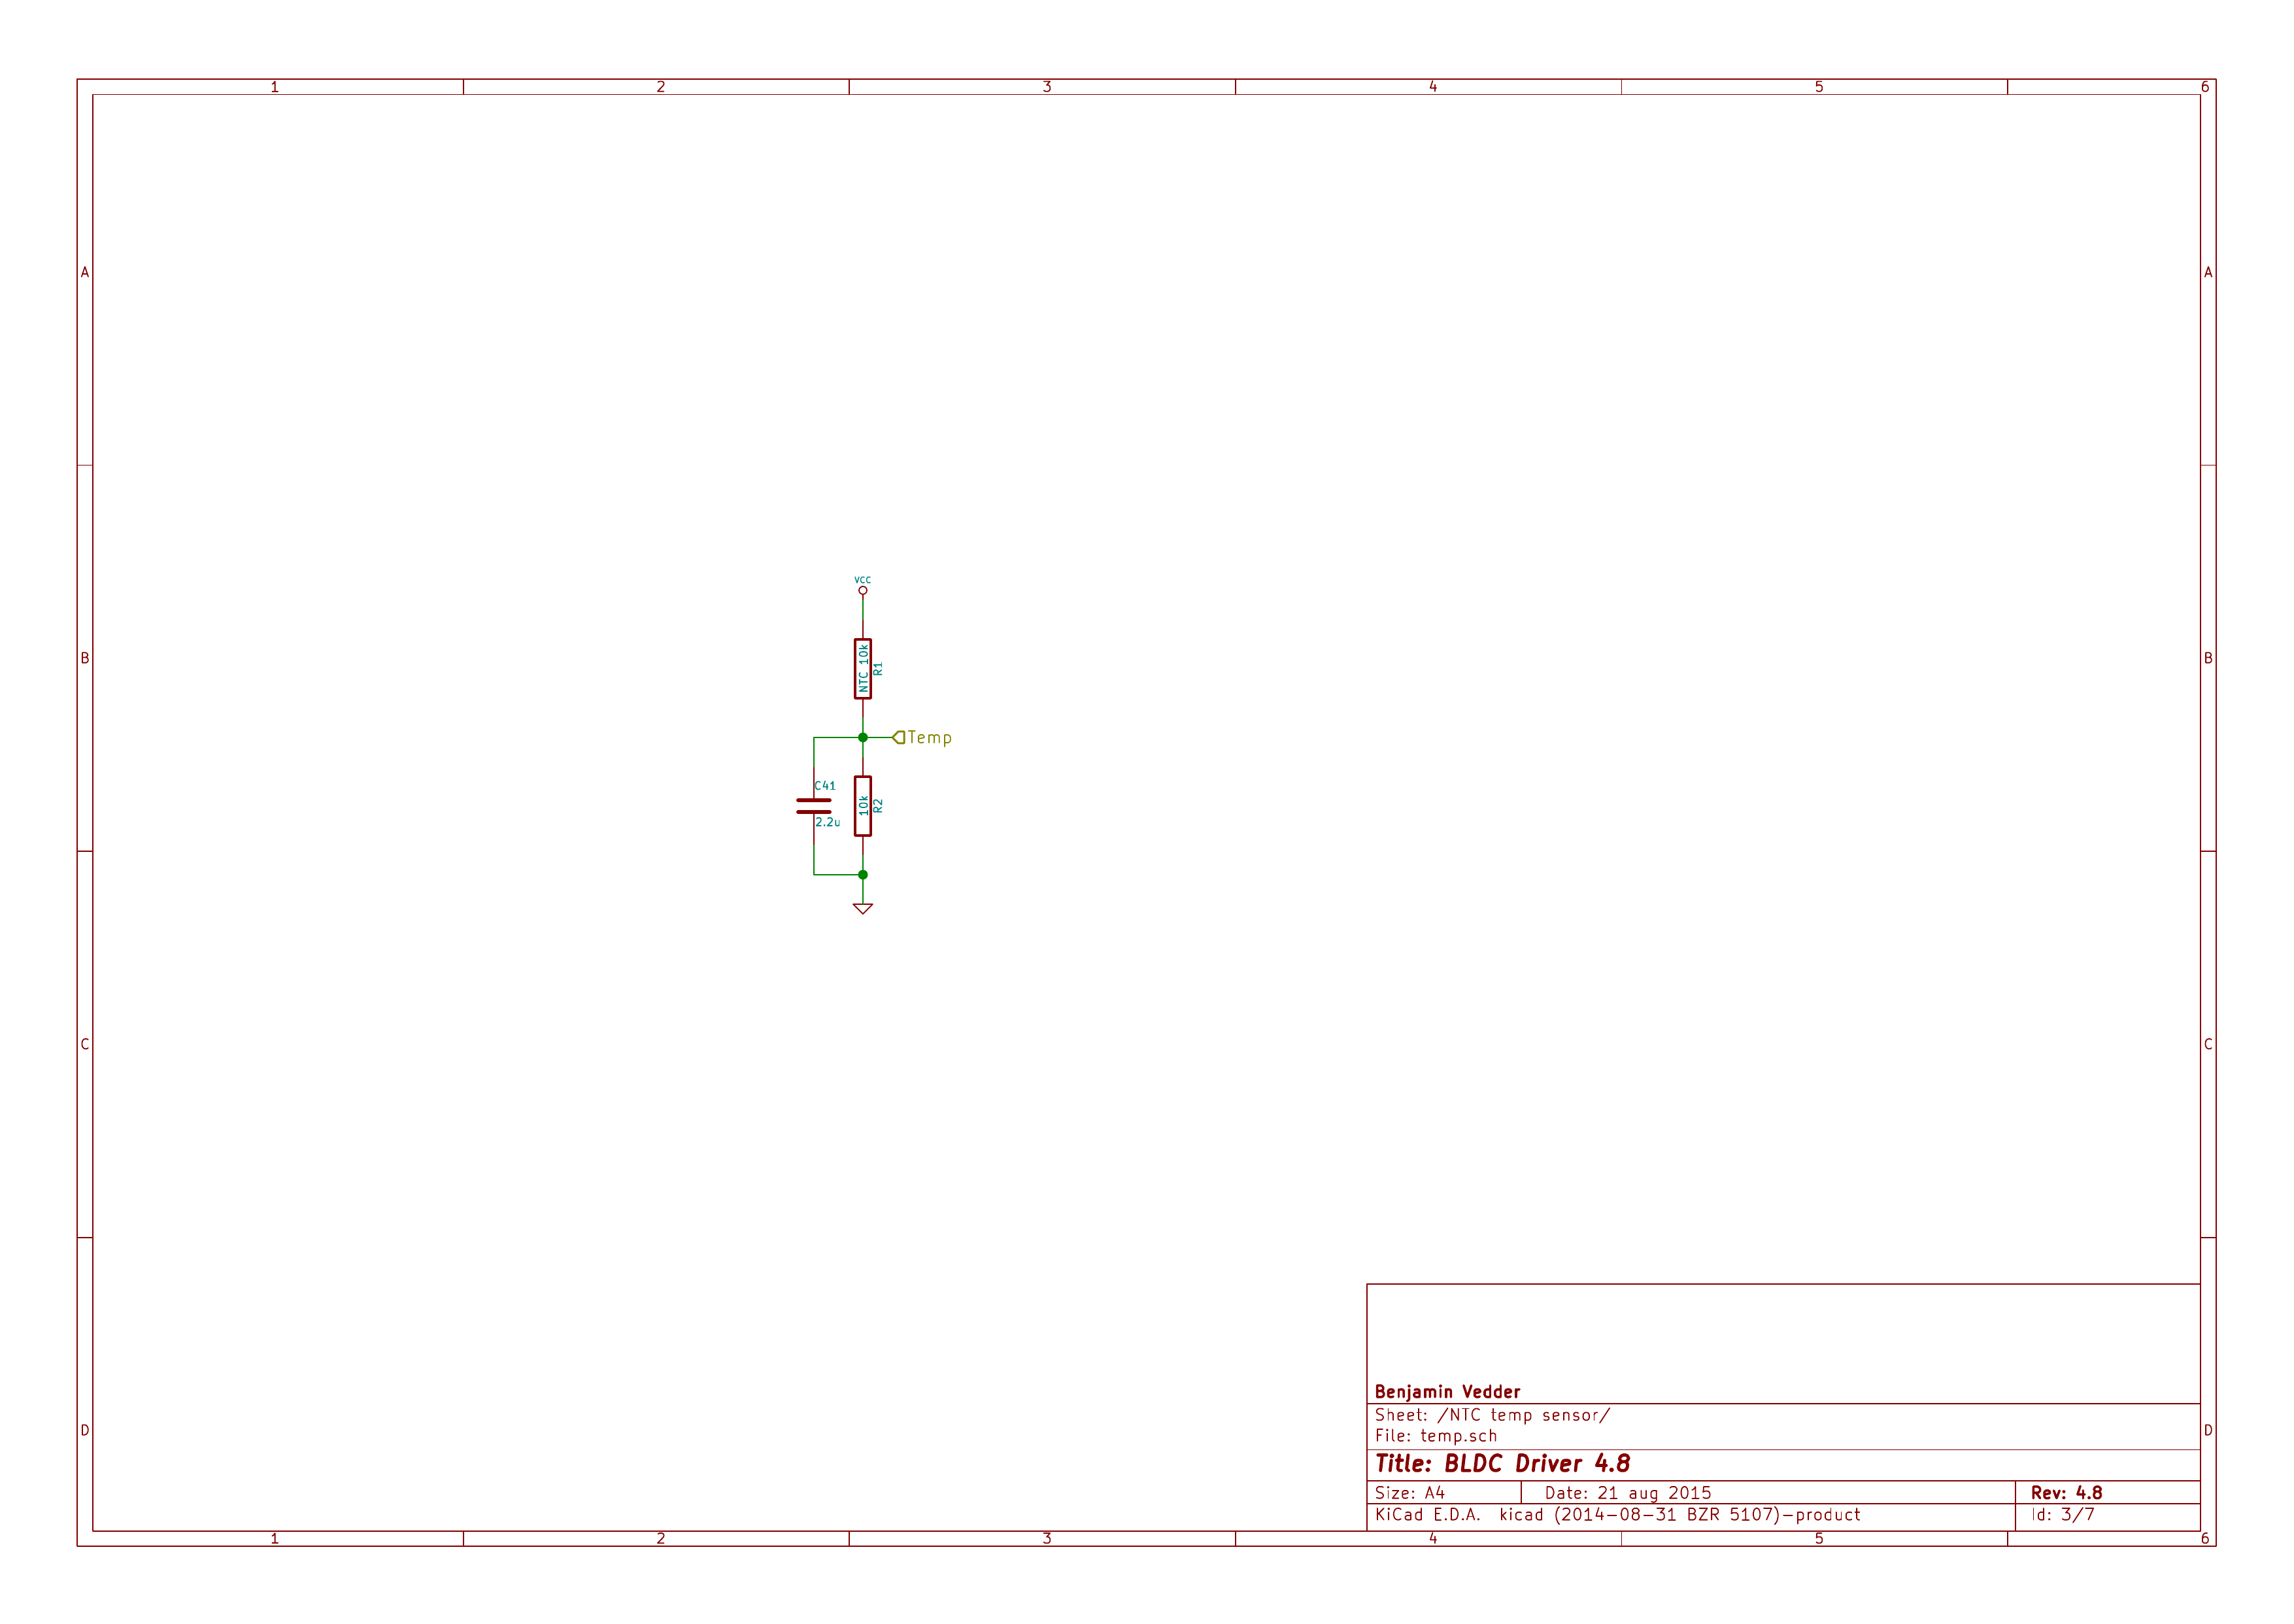 1 2 3 4 5 6
A A
VCC
NTC 10k
R1
B B
Temp
C41
10k
R2
2.2u
C C
Benjamin Vedder
Sheet: /NTC temp sensor/
File: temp.sch
D D
Title: BLDC Driver 4.8
Size: A4 Date: 21 aug 2015 Rev: 4.8
KiCad E.D.A. kicad (2014-08-31 BZR 5107)-product Id: 3/7
1 2 3 4 5 6